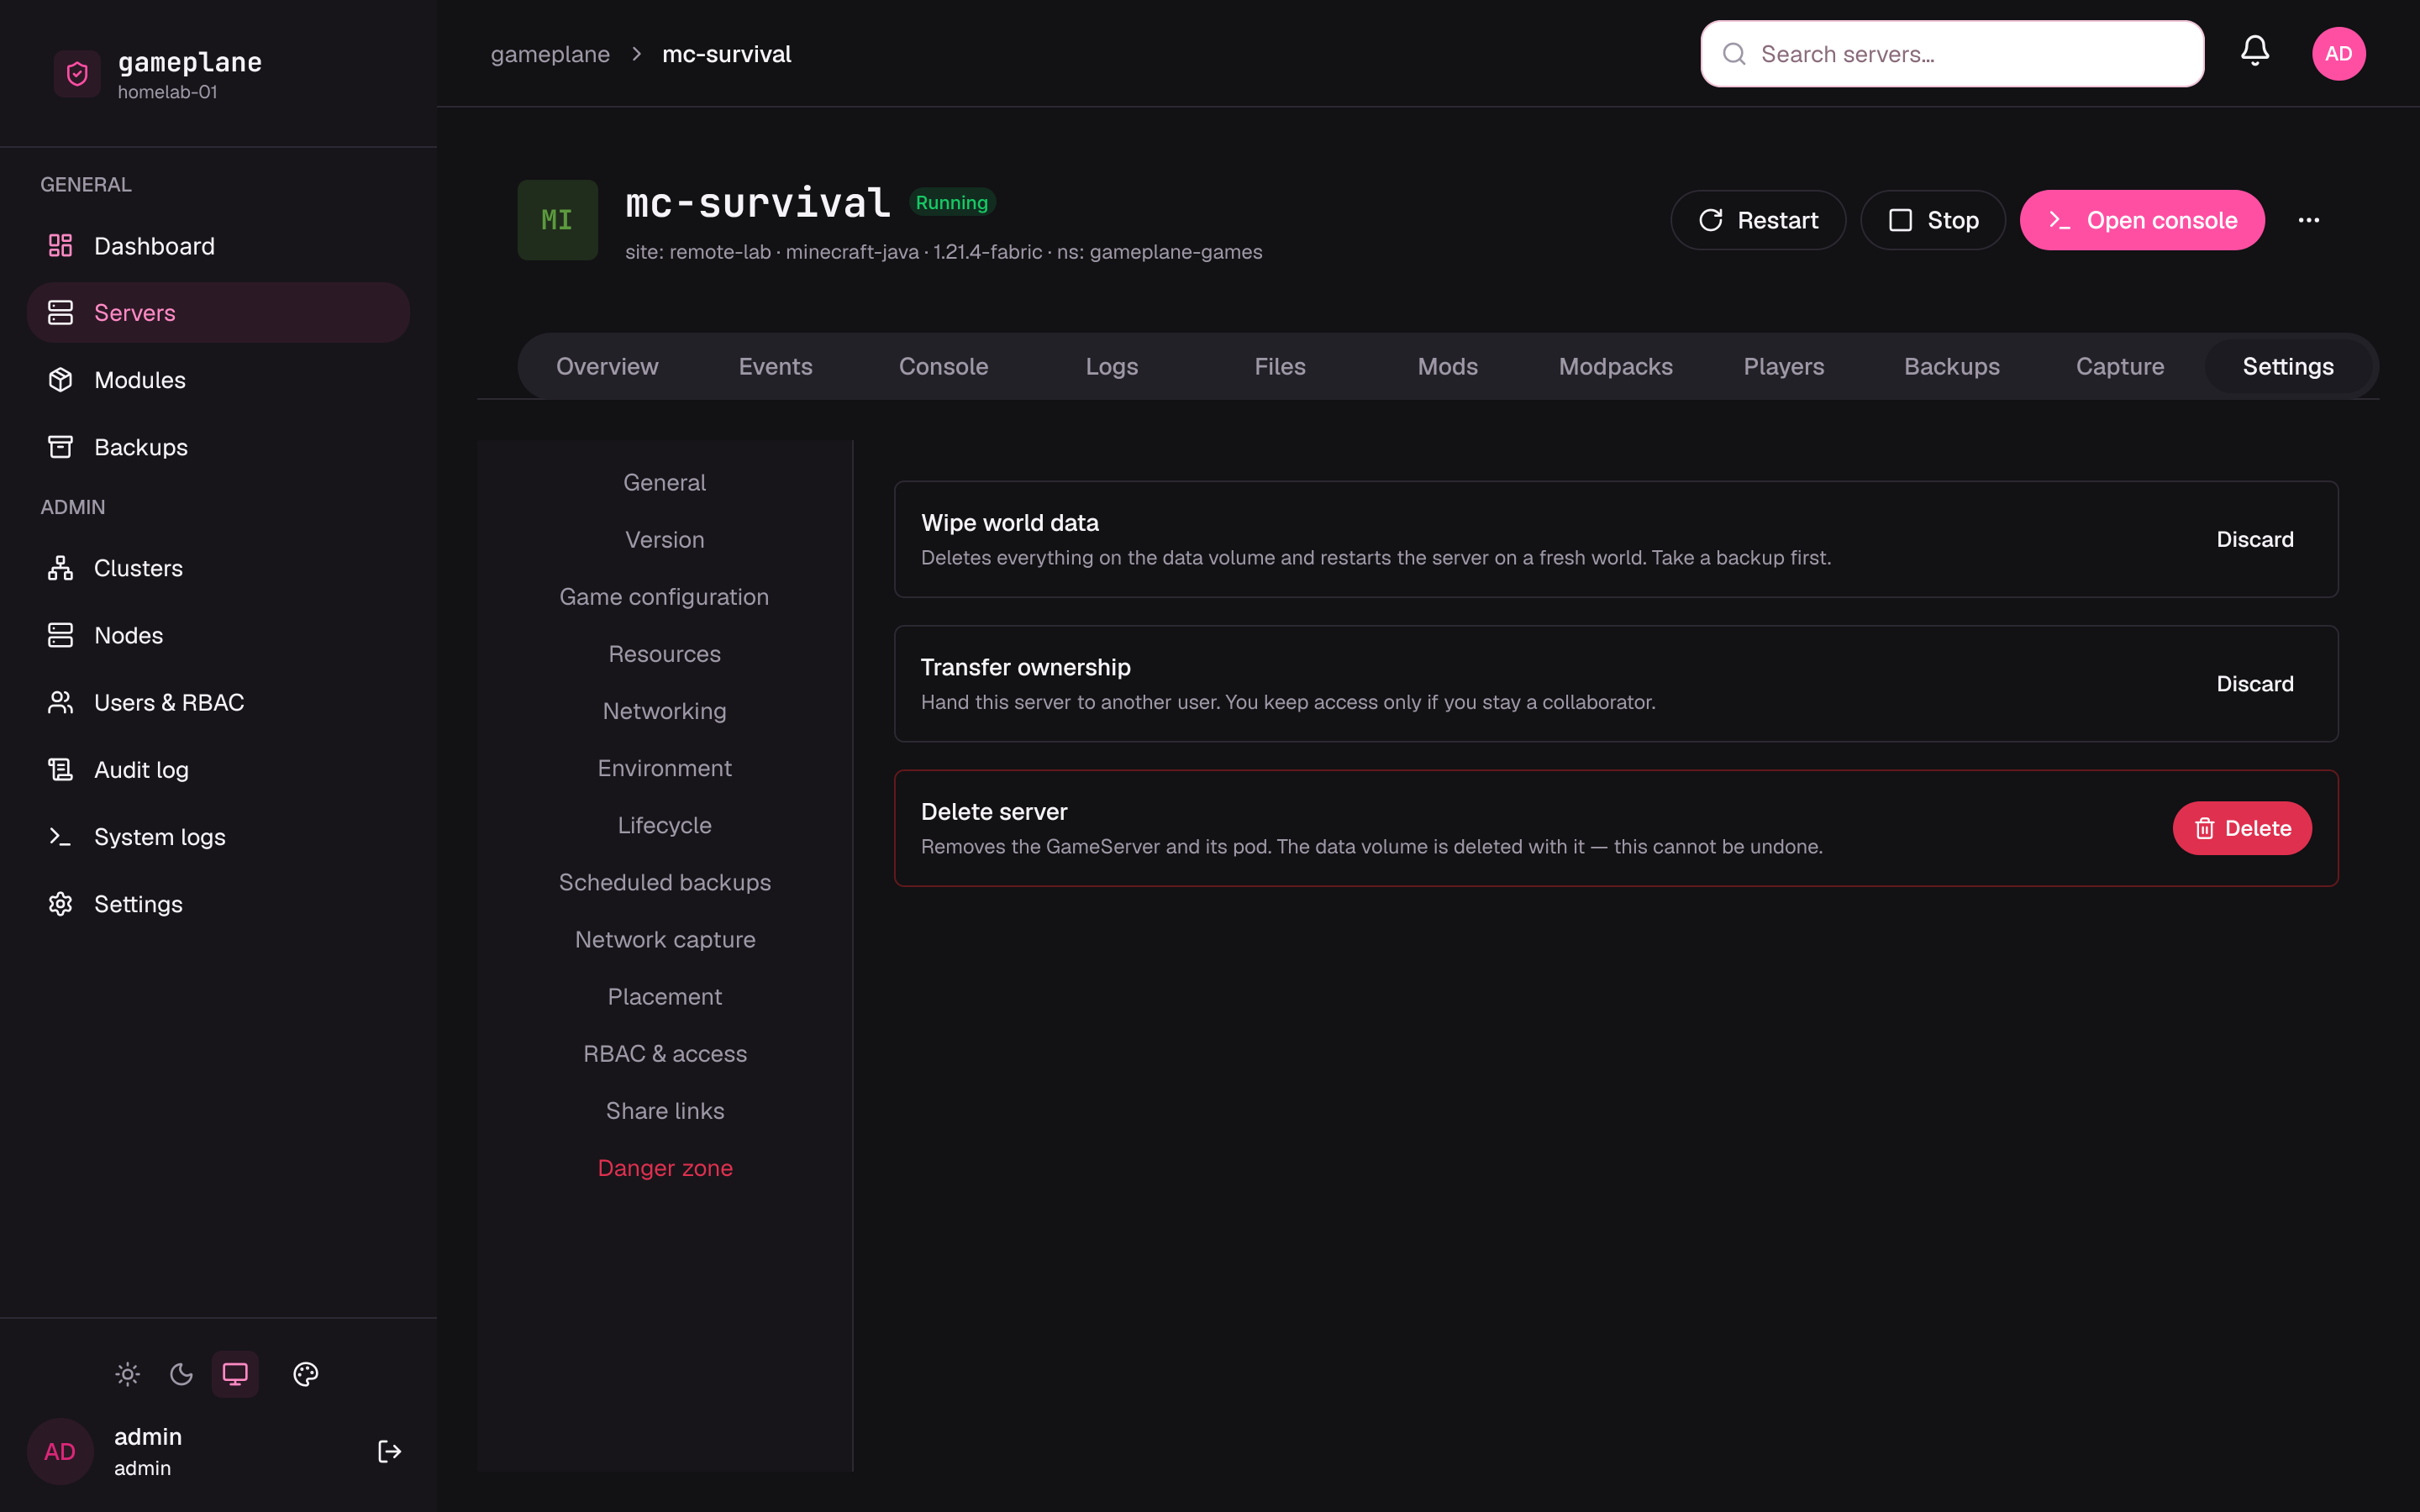 gameplane
homelab-01
GENERAL
Dashboard
Servers
Modules
Backups
ADMIN
Clusters
Nodes
Users & RBAC
Audit log
System logs
Settings
AD
admin
admin
gameplane > mc-survival
Search servers...
AD
MI
mc-survival
Running
site: remote-lab · minecraft-java · 1.21.4-fabric · ns: gameplane-games
Restart
Stop
Open console
Overview
Events
Console
Logs
Files
Mods
Modpacks
Players
Backups
Capture
Settings
General
Version
Game configuration
Resources
Networking
Environment
Lifecycle
Scheduled backups
Network capture
Placement
RBAC & access
Share links
Danger zone
Wipe world data
Deletes everything on the data volume and restarts the server on a fresh world. Take a backup first.
Discard
Transfer ownership
Hand this server to another user. You keep access only if you stay a collaborator.
Discard
Delete server
Removes the GameServer and its pod. The data volume is deleted with it — this cannot be undone.
Delete